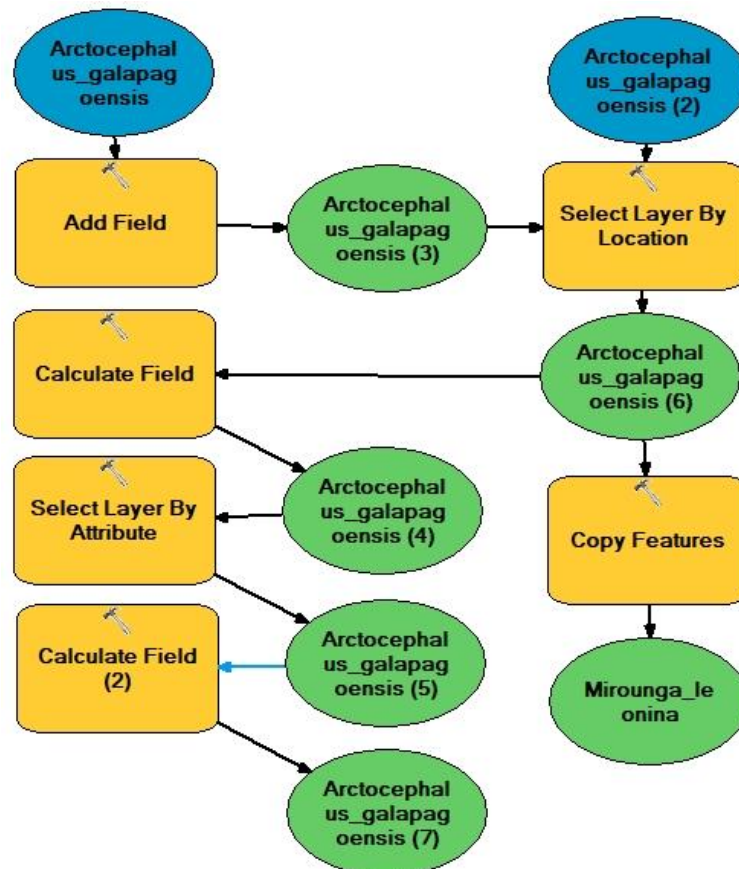 Arctocephal
us_galapag
oensis
Arctocephal
us_galapag
oensis (2)
Add Field
Arctocephal
us_galapag
oensis (3)
Select Layer By
Location
Calculate Field
Arctocephal
us_galapag
oensis (6)
Select Layer By
Attribute
Arctocephal
us_galapag
oensis (4)
Copy Features
Calculate Field
(2)
Arctocephal
us_galapag
oensis (5)
Mirounga_le
onina
Arctocephal
us_galapag
oensis (7)